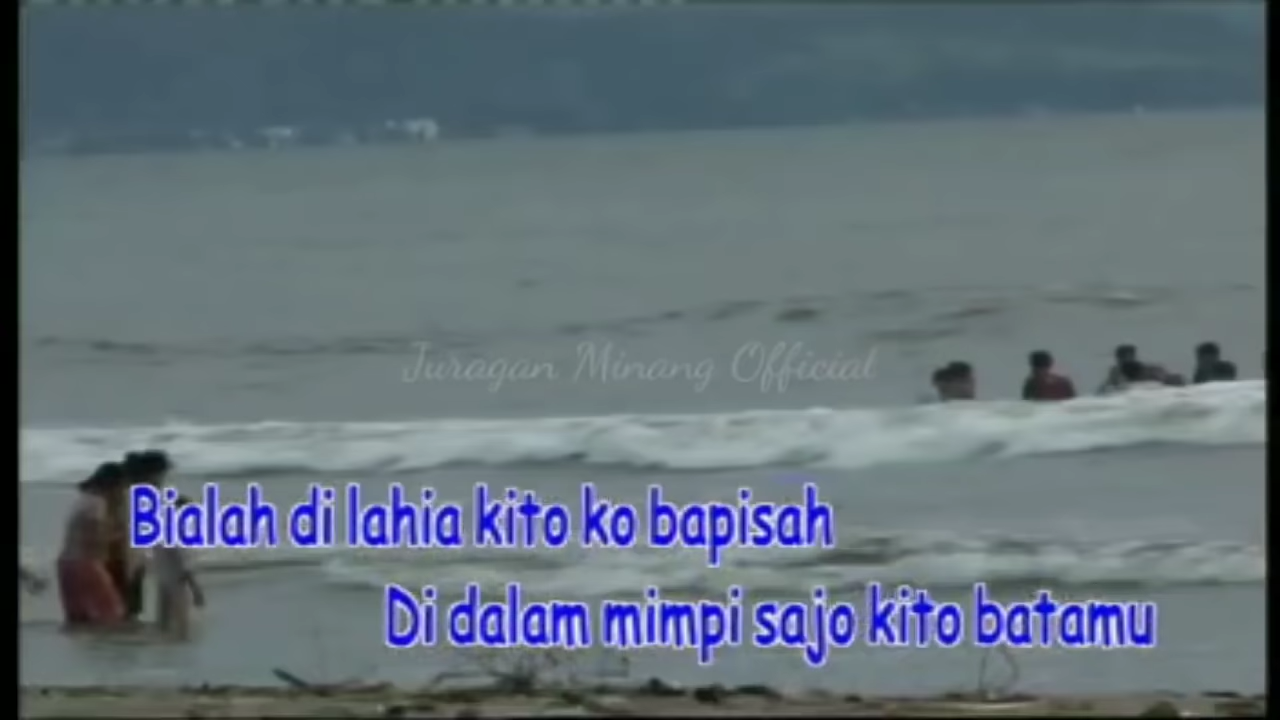 Juragan Minang Official
Bialah di lahia kito ko bapisah
Di dalam mimpi sajo kito batamu